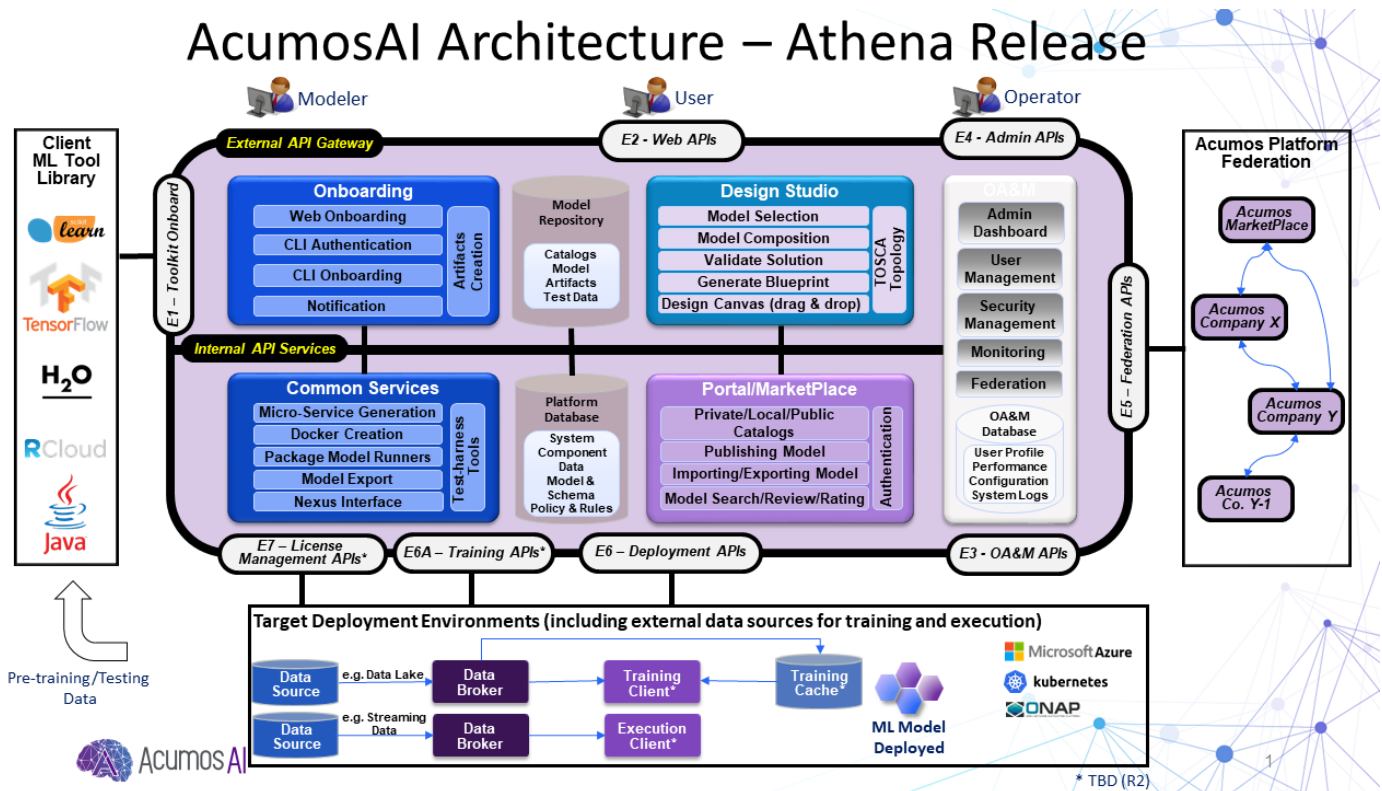 AcumosAI Architecture – Athena Release
Modeler
User
Operator
Client
ML Tool
Library
scikit
learn
TensorFlow
H2O
RCloud
Java
Pre-training/Testing
Data
E1 – Toolkit Onboard
External API Gateway
E2 - Web APIs
E4 - Admin APIs
Onboarding
Web Onboarding
CLI Authentication
CLI Onboarding
Notification
Artifacts
Creation
Model
Repository
Catalogs
Model
Artifacts
Test Data
Design Studio
Model Selection
Model Composition
Validate Solution
Generate Blueprint
Design Canvas (drag & drop)
TOSCA
Topology
OA&M
Admin
Dashboard
User
Management
Security
Management
Monitoring
Federation
OA&M
Database
User Profile
Performance
Configuration
System Logs
Internal API Services
Common Services
Micro-Service Generation
Docker Creation
Package Model Runners
Model Export
Nexus Interface
Test-harness
Tools
Platform
Database
System
Component
Data
Model &
Schema
Policy & Rules
Portal/MarketPlace
Private/Local/Public
Catalogs
Publishing Model
Importing/Exporting Model
Model Search/Review/Rating
Authentication
E5 - Federation APIs
Acumos Platform
Federation
Acumos
MarketPlace
Acumos
Company X
Acumos
Company Y
Acumos
Co. Y-1
E7 – License
Management APIs*
E6A – Training APIs*
E6 – Deployment APIs
E3 - OA&M APIs
Target Deployment Environments (including external data sources for training and execution)
Data
Source
e.g. Data Lake
Data
Broker
Training
Client*
Training
Cache*
Data
Source
e.g. Streaming
Data
Data
Broker
Execution
Client*
ML Model
Deployed
Microsoft Azure
kubernetes
ONAP
Acumos AI
1
* TBD (R2)